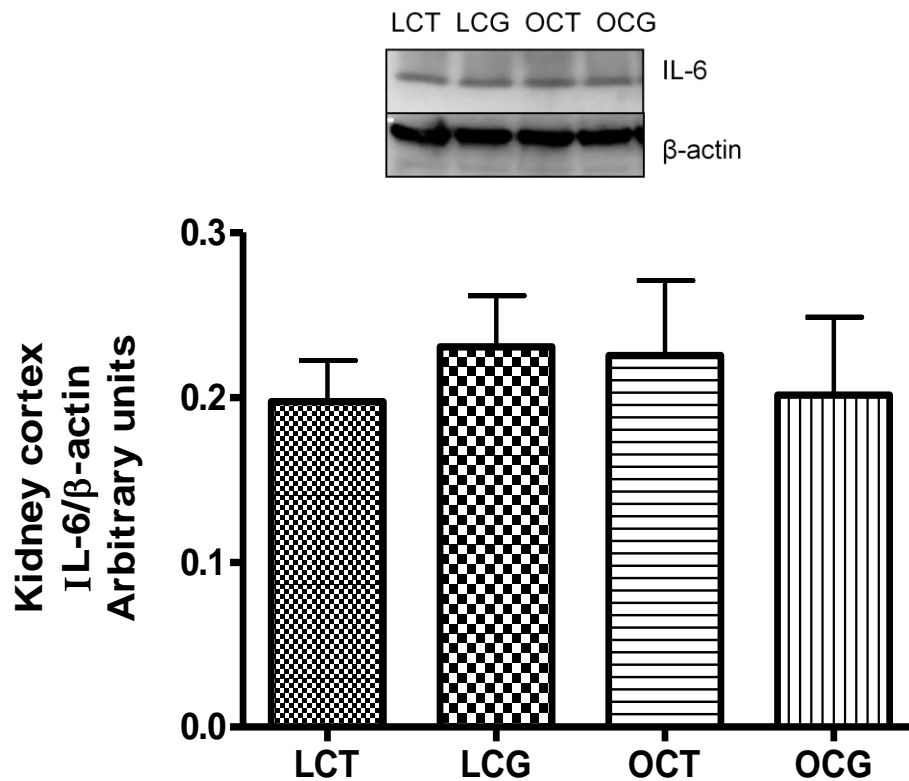 LCT LCG OCT OCG
IL-6
β-actin
0.3
0.2
0.1
0.0
Kidney cortex
IL-6/β-actin
Arbitrary units
LCT LCG OCT OCG